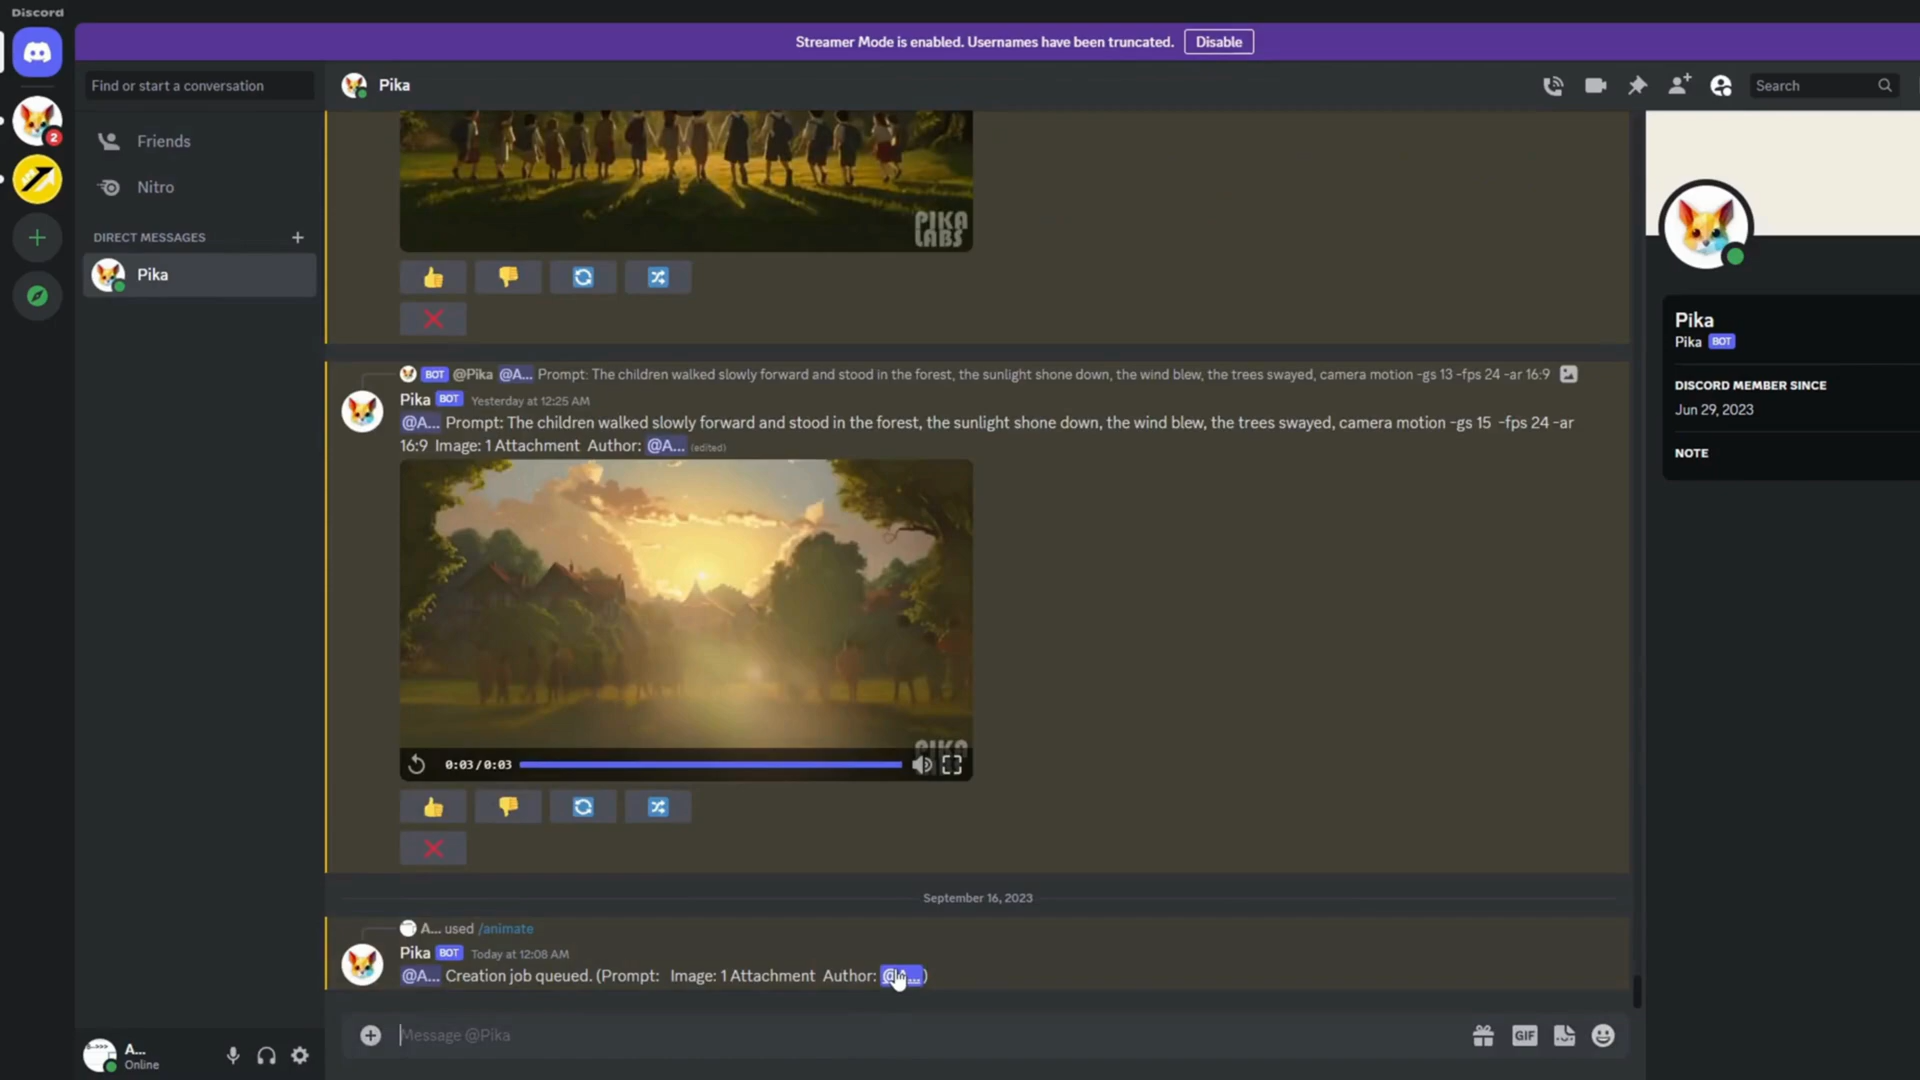 Discord
Streamer Mode is enabled. Usernames have been truncated. Disable
Find or start a conversation
Pika
Search
Friends
2
Nitro
PIKA LABS
DIRECT MESSAGES
Pika
Pika
Pika BOT
BOT @Pika @A... Prompt: The children walked slowly forward and stood in the forest, the sunlight shone down, the wind blew, the trees swayed, camera motion -gs 13 -fps 24 -ar 16:9
DISCORD MEMBER SINCE
Pika BOT Yesterday at 12:25 AM
Jun 29, 2023
@A... Prompt: The children walked slowly forward and stood in the forest, the sunlight shone down, the wind blew, the trees swayed, camera motion -gs 15 -fps 24 -ar
16:9 Image: 1 Attachment Author: @A... (edited)
NOTE
PIKA
0:03/0:03
September 16, 2023
A... used /animate
Pika BOT Today at 12:08 AM
@A... Creation job queued. (Prompt: Image: 1 Attachment Author: @A...)
Message @Pika
GIF
A...
Online